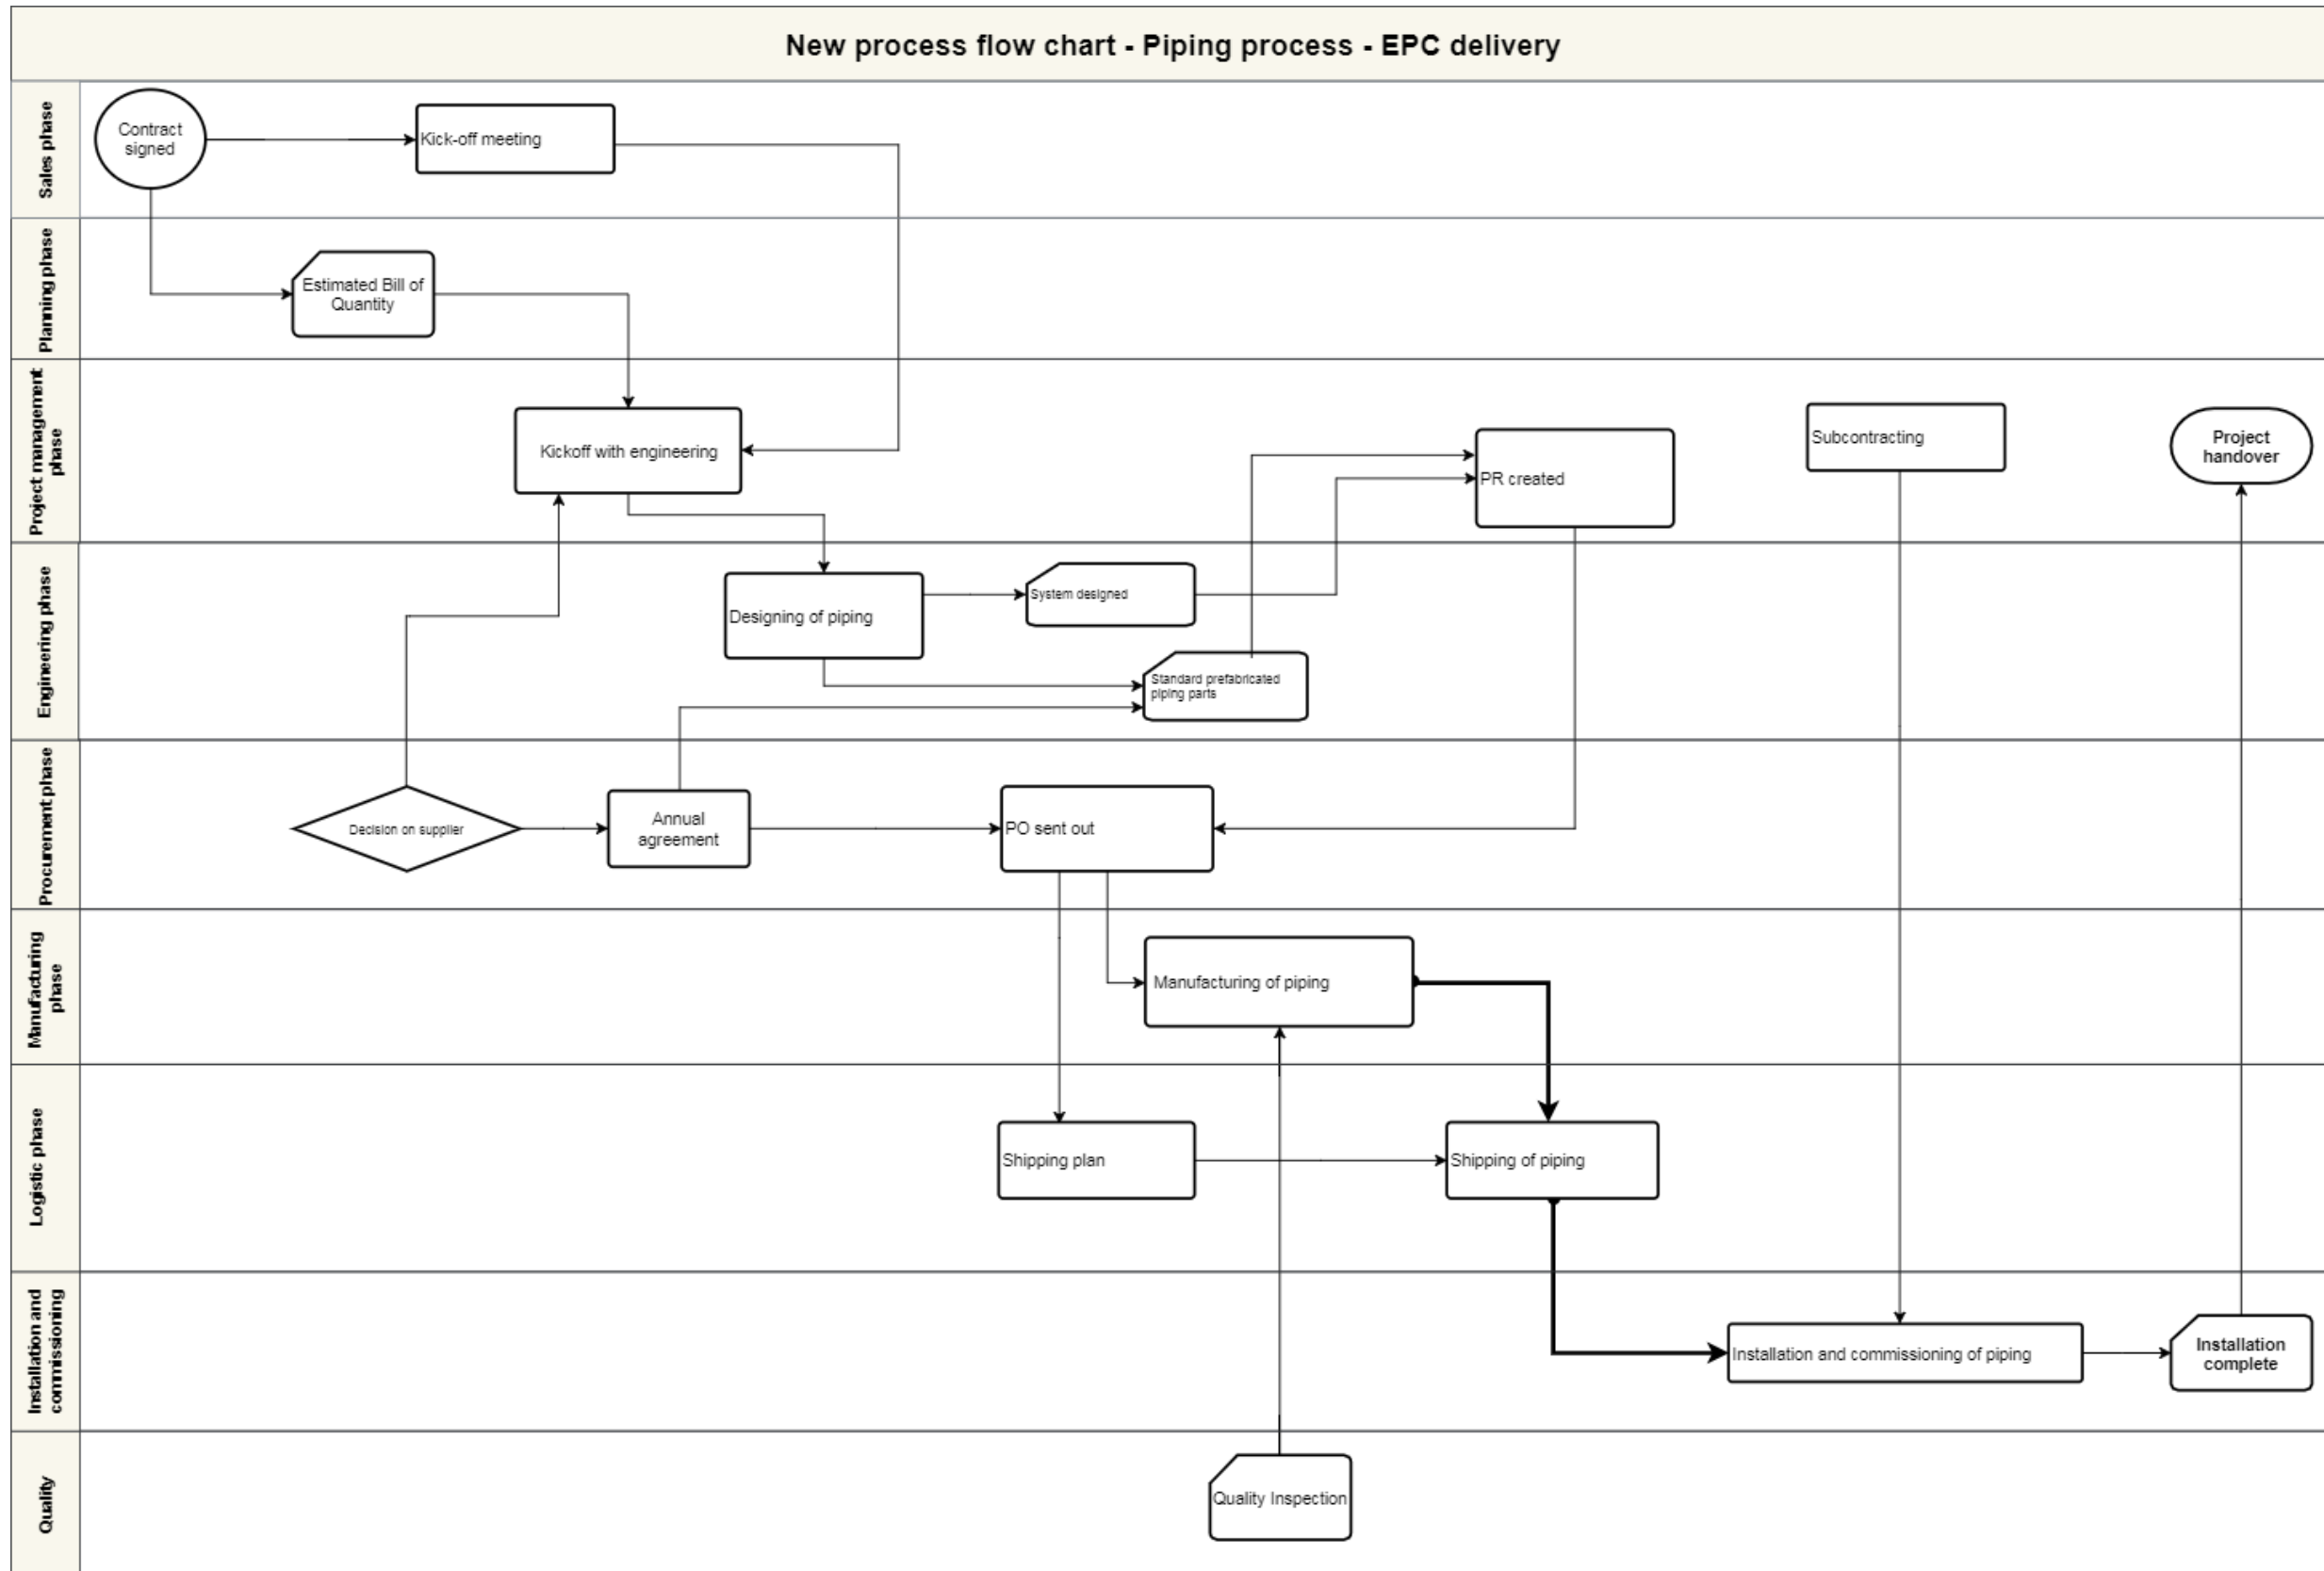 New process flow chart - Piping process - EPC delivery
Sales phase
Contract
signed
Kick-off meeting
Planning phase
Estimated Bill of
Quantity
Project management
phase
Kickoff with engineering
PR created
Subcontracting
Project
handover
Engineering phase
Designing of piping
System designed
Standard prefabricated
piping parts
Procurement phase
Decision on supplier
Annual
agreement
PO sent out
Manufacturing
phase
Manufacturing of piping
Logistic phase
Shipping plan
Shipping of piping
Installation and
commissioning
Installation and commissioning of piping
Installation
complete
Quality
Quality Inspection